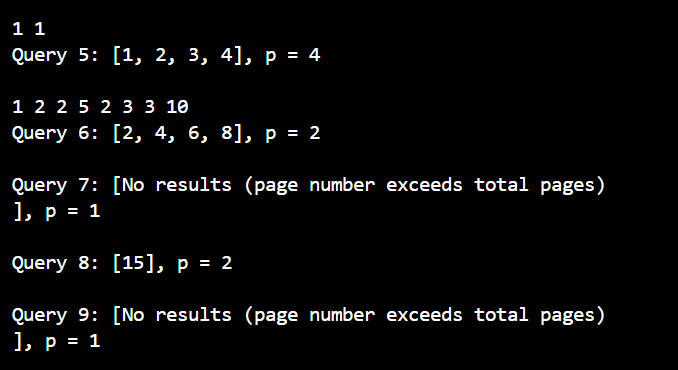 1 1
Query 5: [1, 2, 3, 4], p = 4
1 2 2 5 2 3 3 10
Query 6: [2, 4, 6, 8], p = 2
Query 7: [No results (page number exceeds total pages)
], p = 1
Query 8: [15], p = 2
Query 9: [No results (page number exceeds total pages)
], p = 1